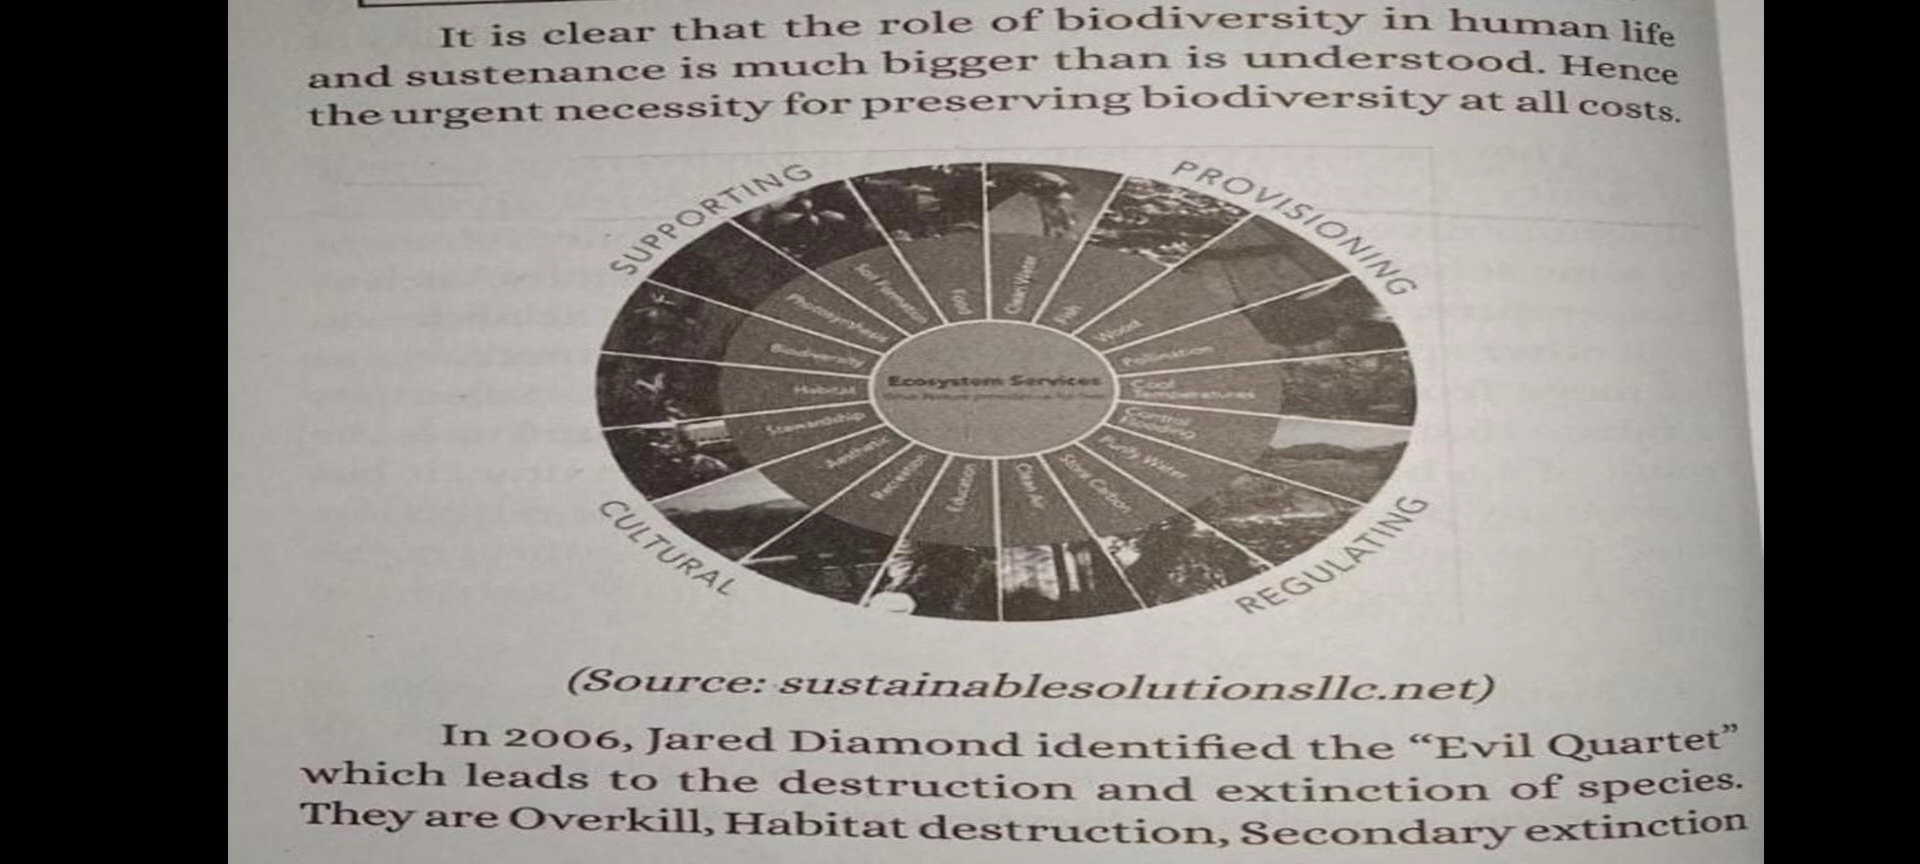 It is clear that the role of biodiversity in human life
and sustenance is much bigger than is understood. Hence
the urgent necessity for preserving biodiversity at all costs.
SUPPORTING
PROVISIONING
Soil Formation
Food
Clean Water
Fish
Wood
Photosynthesis
Pollination
Biodiversity
Ecosystem Services
Habitat
Cool
Temperatures
Stewardship
Control
Flooding
Aesthetic
Purify Water
Recreation
Education
Clean Air
Store Carbon
CULTURAL
REGULATING
(Source: sustainablesolutionsllc.net)
In 2006, Jared Diamond identified the “Evil Quartet”
which leads to the destruction and extinction of species.
They are Overkill, Habitat destruction, Secondary extinction